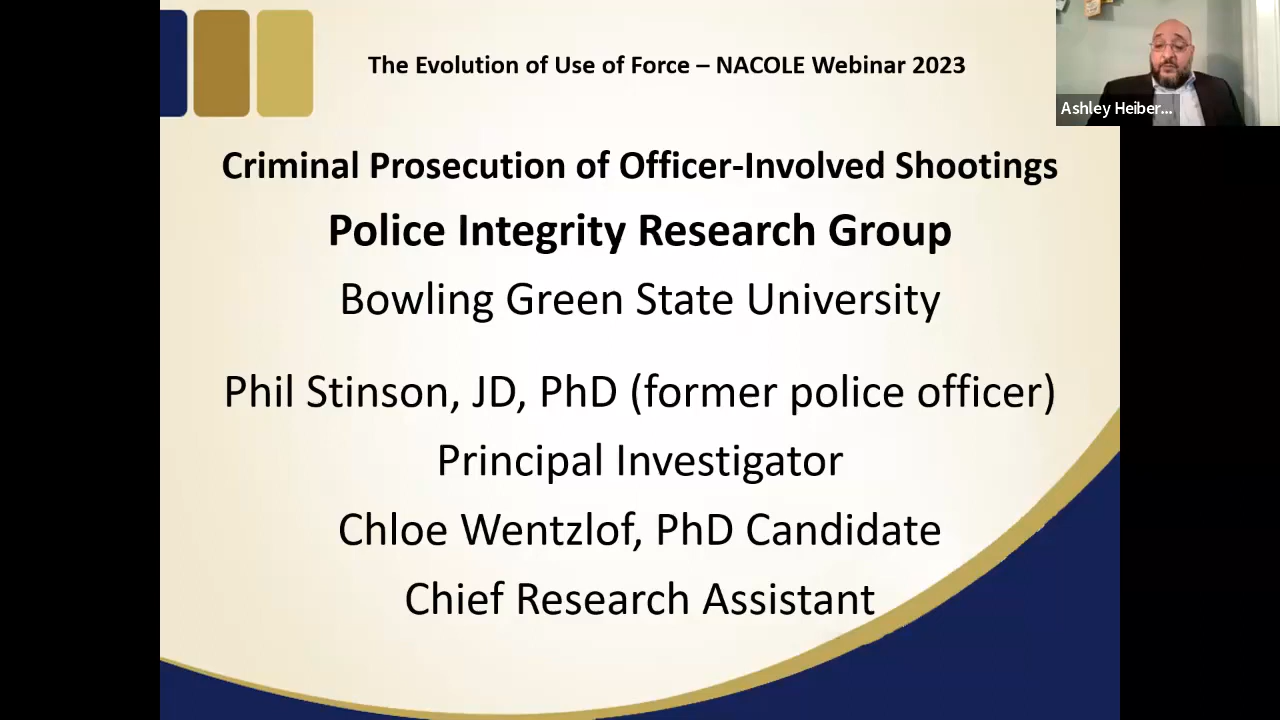 The Evolution of Use of Force – NACOLE Webinar 2023
Ashley Heiber...
Criminal Prosecution of Officer-Involved Shootings
Police Integrity Research Group
Bowling Green State University
Phil Stinson, JD, PhD (former police officer)
Principal Investigator
Chloe Wentzlof, PhD Candidate
Chief Research Assistant